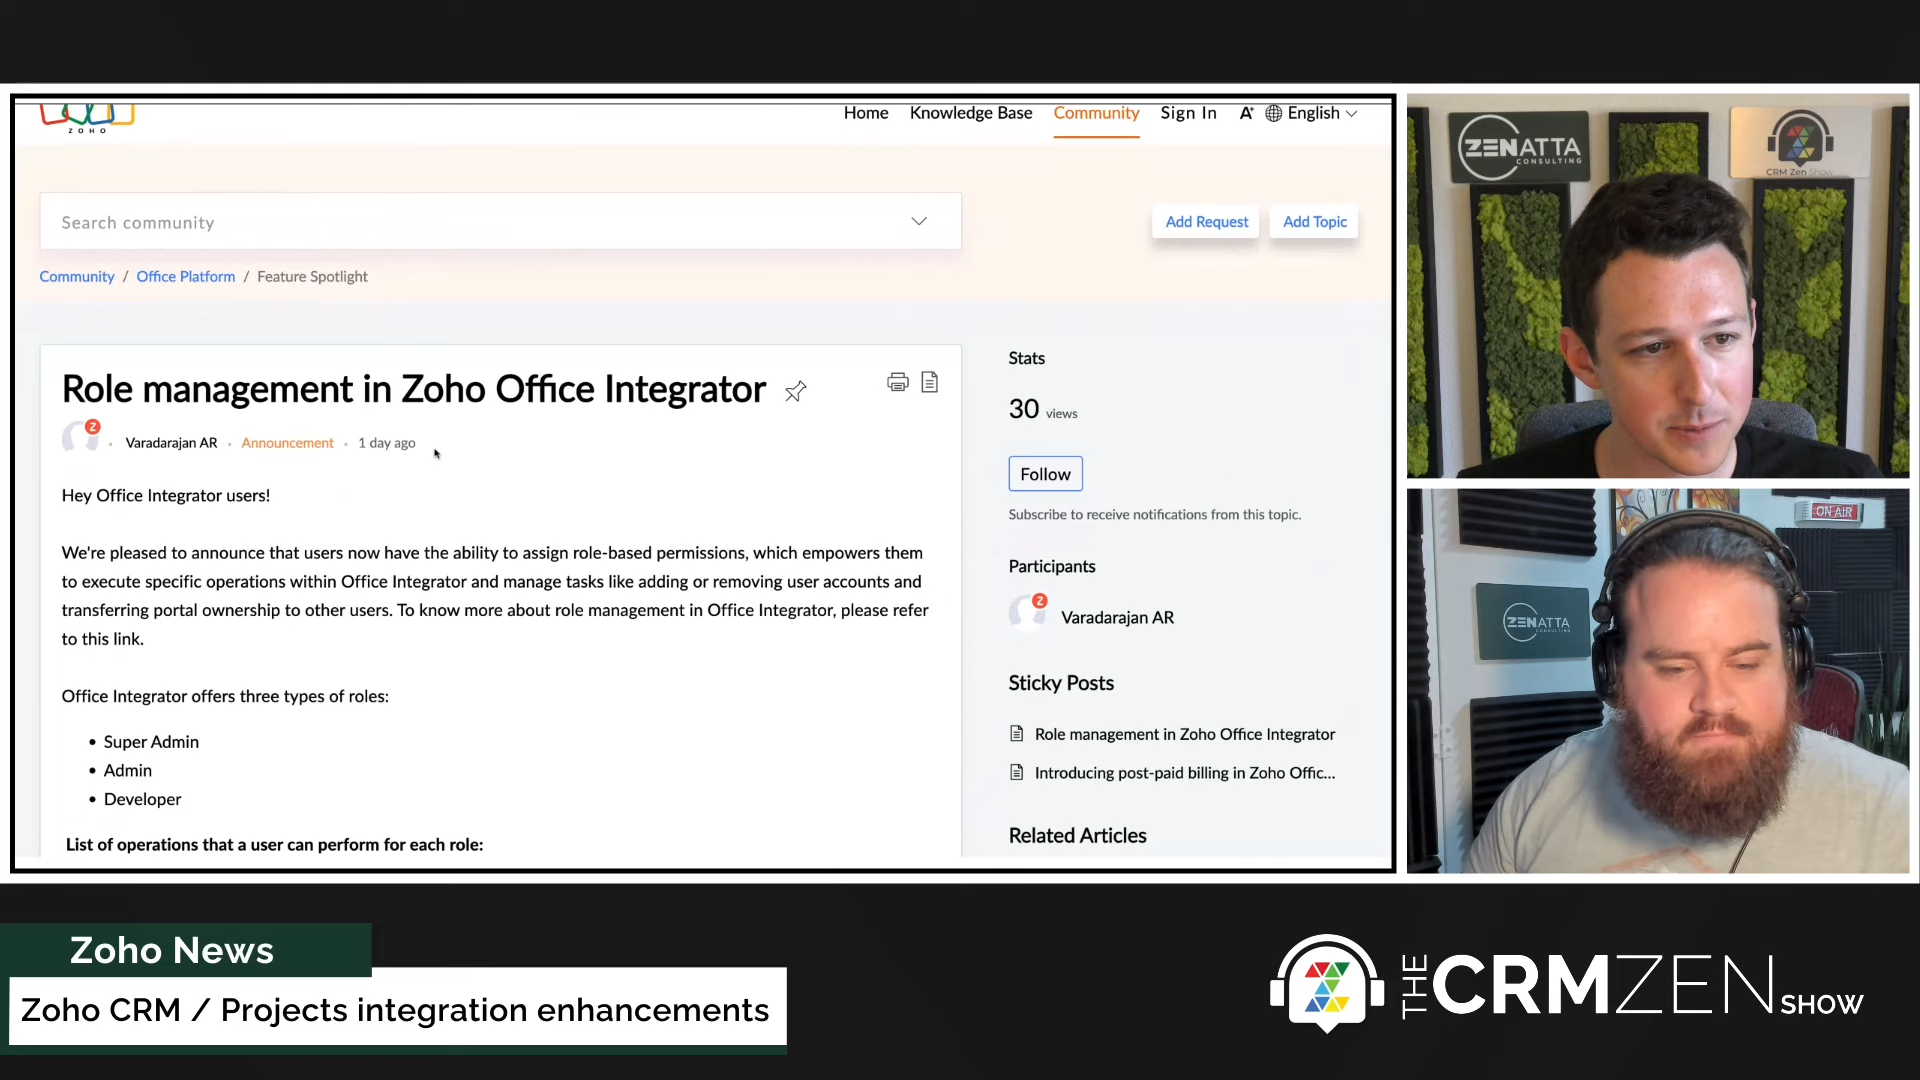 ZOHO
Home Knowledge Base Community Sign In A+ English
Search community
Add Request Add Topic
Community / Office Platform / Feature Spotlight
Role management in Zoho Office Integrator
Z
Varadarajan AR · Announcement · 1 day ago
Hey Office Integrator users!
We're pleased to announce that users now have the ability to assign role-based permissions, which empowers them
to execute specific operations within Office Integrator and manage tasks like adding or removing user accounts and
transferring portal ownership to other users. To know more about role management in Office Integrator, please refer
to this link.
Office Integrator offers three types of roles:
• Super Admin
• Admin
• Developer
List of operations that a user can perform for each role:
Stats
30 views
Follow
Subscribe to receive notifications from this topic.
Participants
Z
Varadarajan AR
Sticky Posts
Role management in Zoho Office Integrator
Introducing post-paid billing in Zoho Offic...
Related Articles
ZENATTA
CONSULTING
CRM Zen Show
ON AIR
ZENATTA
CONSULTING
Zoho News
Zoho CRM / Projects integration enhancements
THE CRMZEN SHOW